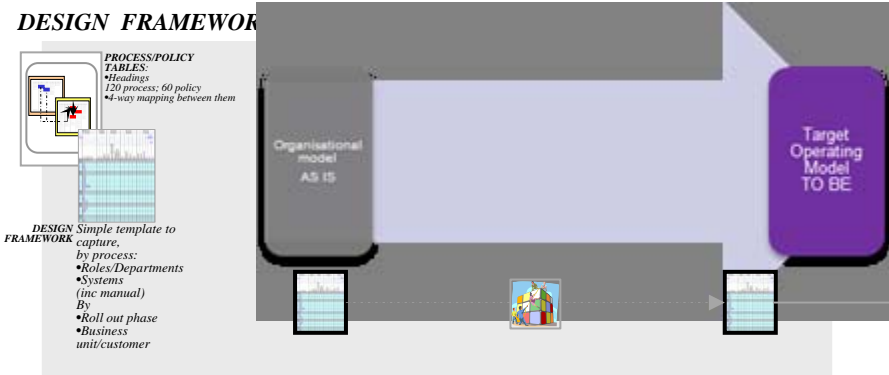 DESIGN FRAMEWOR
PROCESS/POLICY
TABLES:
•Headings
120 process; 60 policy
•4-way mapping between them
Organisational
model
AS IS
Target
Operating
Model
TO BE
DESIGN
FRAMEWORK
Simple template to
capture,
by process:
•Roles/Departments
•Systems
(inc manual)
By
•Roll out phase
•Business
unit/customer